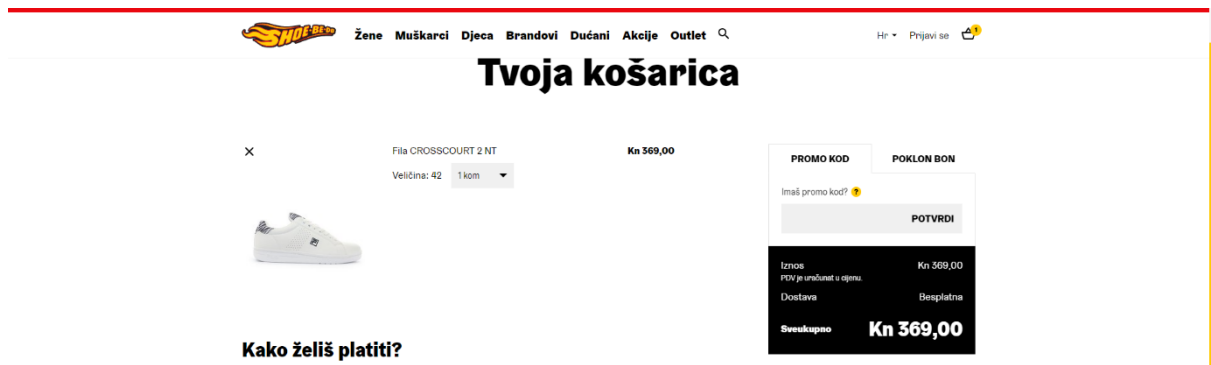 SHOE-BE-DO
Žene Muškarci Djeca Brandovi Dućani Akcije Outlet
Hr Prijavi se 1
Tvoja košarica
Fila CROSSCOURT 2 NT
Kn 369,00
Veličina: 42 1 kom
PROMO KOD POKLON BON
Imaš promo kod? ?
POTVRDI
Iznos Kn 369,00
PDV je uračunat u cijenu.
Dostava Besplatna
Sveukupno Kn 369,00
Kako želiš platiti?